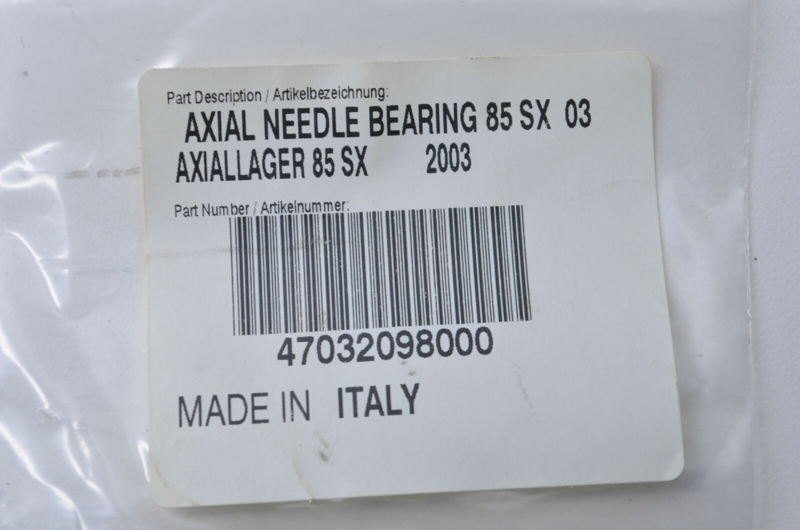 Part Description / Artikelbezeichnung:
AXIAL NEEDLE BEARING 85 SX 03
AXIALLAGER 85 SX 2003
Part Number / Artikelnummer:
47032098000
MADE IN ITALY